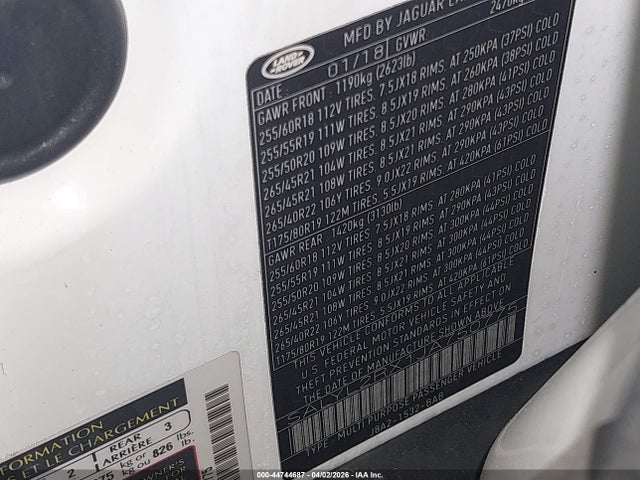 MFD BY JAGUAR
LAND ROVER
DATE 01/18 GVWR 2470kg
GAWR FRONT : 1190kg (2623lb)
255/60R18 112V TIRES. 7 5JX18 RIMS. AT 250KPA (37PSI) COLD
255/55R19 111W TIRES. 8 5JX19 RIMS. AT 260KPA (38PSI) COLD
255/50R20 109W TIRES. 8 5JX20 RIMS. AT 280KPA (41PSI) COLD
265/45R21 104W TIRES. 8 5JX21 RIMS. AT 290KPA (43PSI) COLD
265/45R21 108W TIRES. 8 5JX21 RIMS. AT 290KPA (43PSI) COLD
265/40R22 106Y TIRES. 9 0JX22 RIMS. AT 290KPA (43PSI) COLD
T175/80R19 122M TIRES. 5 5JX19 RIMS. AT 420KPA (61PSI) COLD
GAWR REAR : 1420kg (3130lb)
255/60R18 112V TIRES. 7 5JX18 RIMS. AT 280KPA (41PSI) COLD
255/55R19 111W TIRES. 8 5JX19 RIMS. AT 290KPA (43PSI) COLD
255/50R20 109W TIRES. 8 5JX20 RIMS. AT 300KPA (44PSI) COLD
265/45R21 104W TIRES. 8 5JX21 RIMS. AT 300KPA (44PSI) COLD
265/45R21 108W TIRES. 8 5JX21 RIMS. AT 300KPA (44PSI) COLD
265/40R22 106Y TIRES. 9 0JX22 RIMS. AT 300KPA (44PSI) COLD
T175/80R19 122M TIRES. 5 5JX19 RIMS. AT 420KPA (61PSI) COLD
THIS VEHICLE CONFORMS TO ALL APPLICABLE
U.S. FEDERAL MOTOR VEHICLE SAFETY AND
THEFT PREVENTION STANDARDS IN EFFECT ON
THE DATE OF MANUFACTURE SHOWN ABOVE.
TYPE : MULTI PURPOSE PASSENGER VEHICLE
JBA2-1532-BAB
FORMATION
ET LE CHARGEMENT
2 REAR ARRIÈRE 3
kg or ou 826 lbs. lb.
IAA 000-44744687 04/02/2026 IAAI.COM